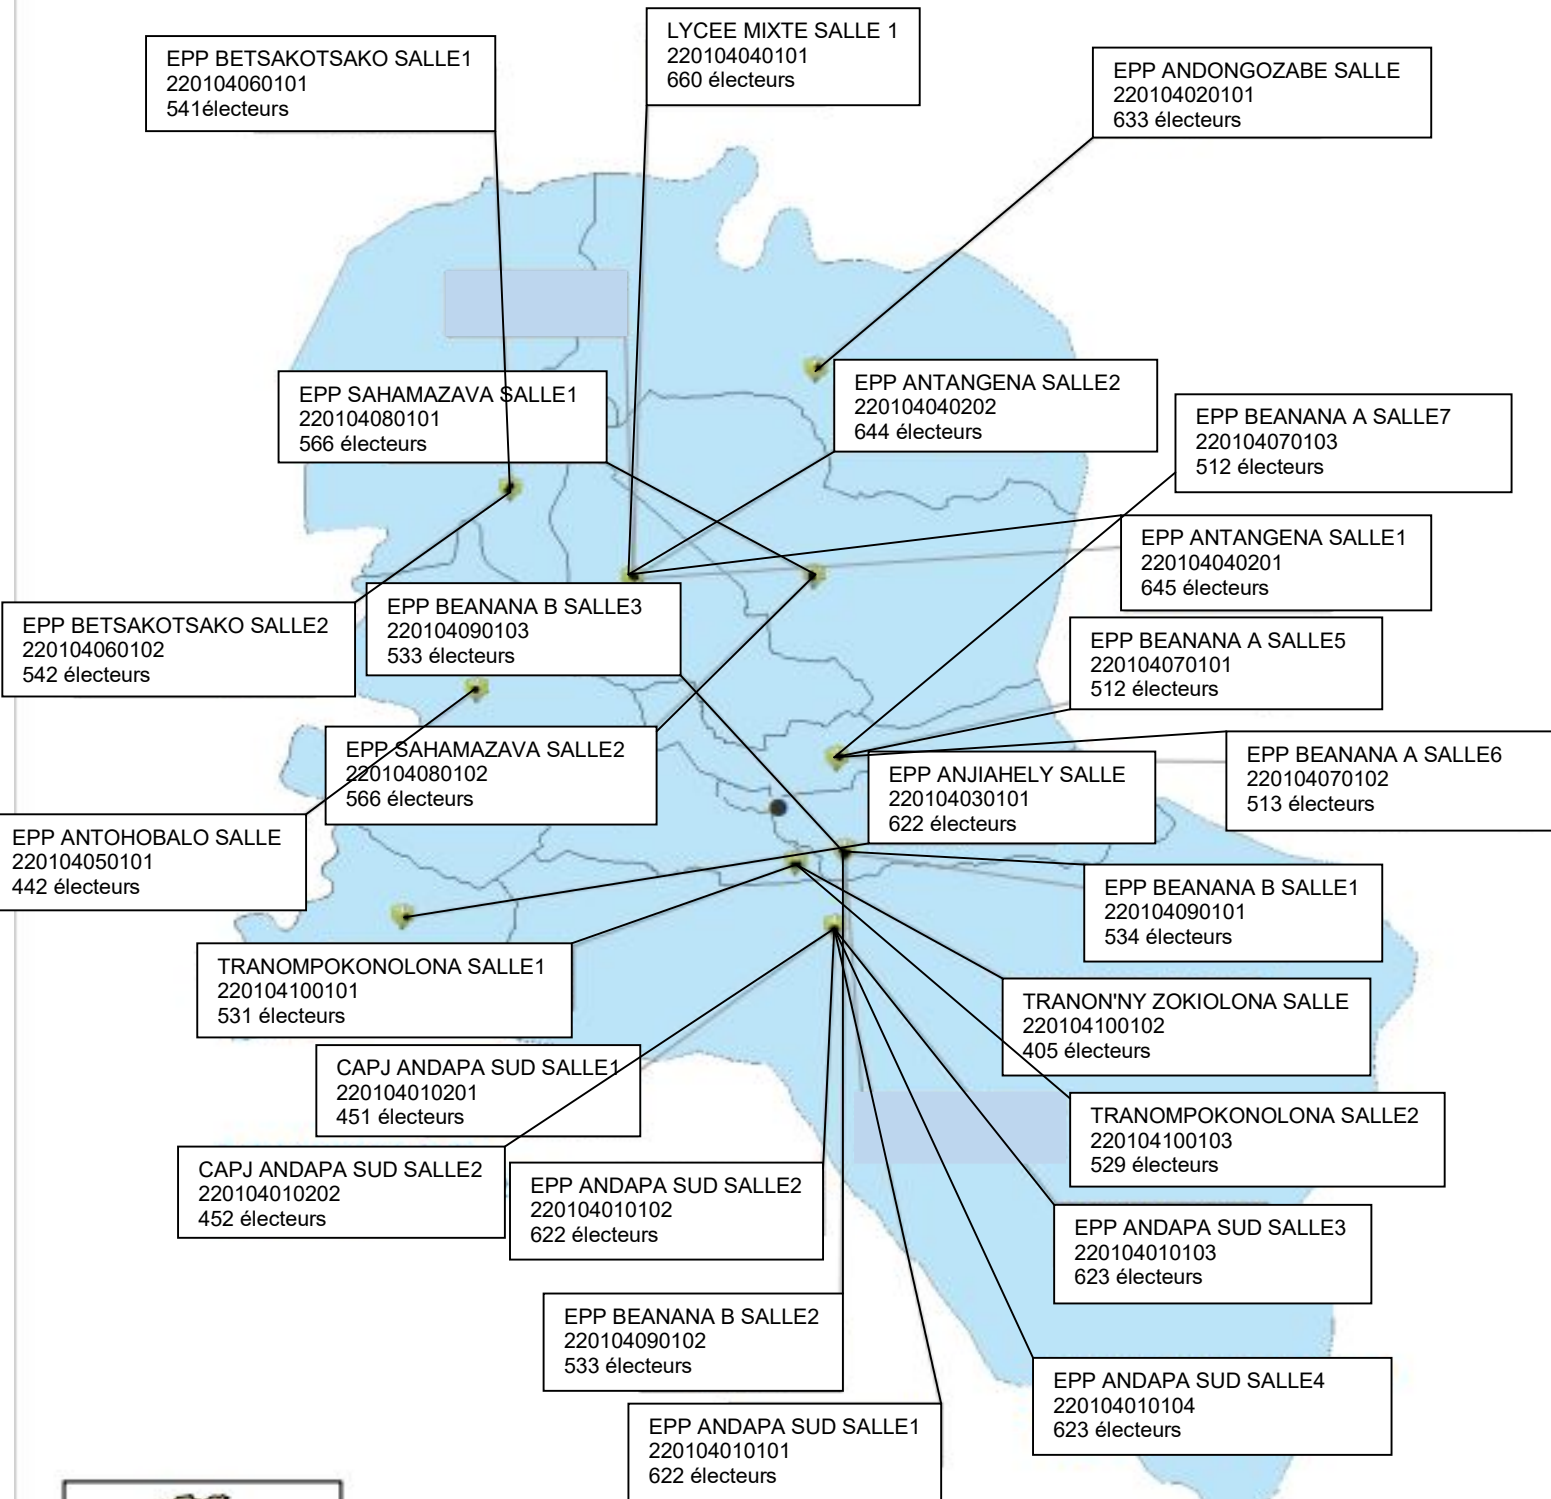 LYCEE MIXTE SALLE 1
220104040101
660 électeurs
EPP BETSAKOTSAKO SALLE1
220104060101
541électeurs
EPP ANDONGOZABE SALLE
220104020101
633 électeurs
EPP SAHAMAZAVA SALLE1
220104080101
566 électeurs
EPP ANTANGENA SALLE2
220104040202
644 électeurs
EPP BEANANA A SALLE7
220104070103
512 électeurs
EPP ANTANGENA SALLE1
220104040201
645 électeurs
EPP BEANANA B SALLE3
220104090103
533 électeurs
EPP BETSAKOTSAKO SALLE2
220104060102
542 électeurs
EPP BEANANA A SALLE5
220104070101
512 électeurs
EPP SAHAMAZAVA SALLE2
220104080102
566 électeurs
EPP BEANANA A SALLE6
220104070102
513 électeurs
EPP ANJIAHELY SALLE
220104030101
622 électeurs
EPP ANTOHOBALO SALLE
220104050101
442 électeurs
EPP BEANANA B SALLE1
220104090101
534 électeurs
TRANOMPOKONOLONA SALLE1
220104100101
531 électeurs
TRANON'NY ZOKIOLONA SALLE
220104100102
405 électeurs
CAPJ ANDAPA SUD SALLE1
220104010201
451 électeurs
TRANOMPOKONOLONA SALLE2
220104100103
529 électeurs
CAPJ ANDAPA SUD SALLE2
220104010202
452 électeurs
EPP ANDAPA SUD SALLE2
220104010102
622 électeurs
EPP ANDAPA SUD SALLE3
220104010103
623 électeurs
EPP BEANANA B SALLE2
220104090102
533 électeurs
EPP ANDAPA SUD SALLE4
220104010104
623 électeurs
EPP ANDAPA SUD SALLE1
220104010101
622 électeurs